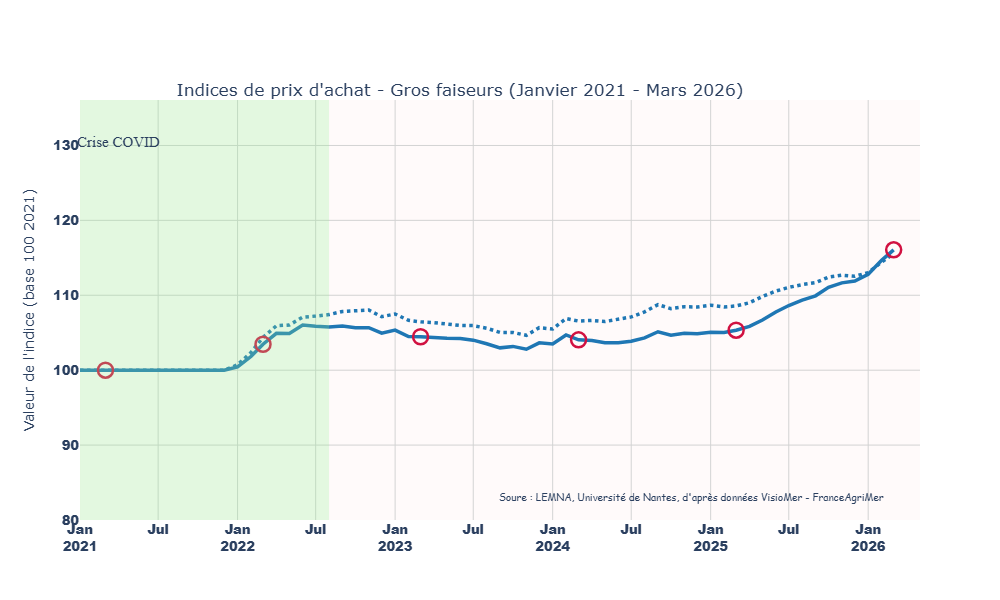 Indices de prix d'achat - Gros faiseurs (Janvier 2021 - Mars 2026)
Valeur de l'indice (base 100 2021)
130
Crise COVID
120
110
100
90
80
Soure : LEMNA, Université de Nantes, d'après données VisioMer - FranceAgriMer
Jan Jul Jan Jul Jan Jul Jan Jul Jan Jul Jan
2021 2022 2023 2024 2025 2026